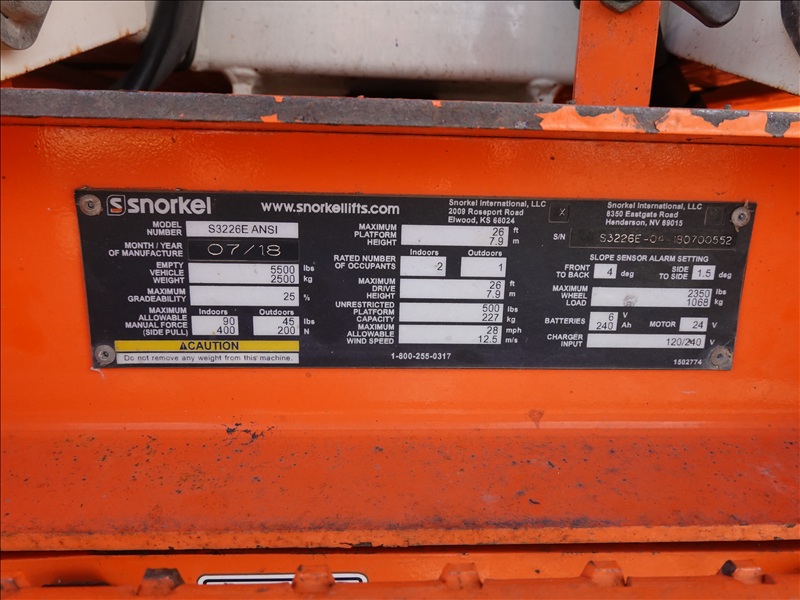 snorkel
www.snorkellifts.com
Snorkel International, LLC
2009 Roseport Road
Elwood, KS 66024
X
Snorkel International, LLC
8350 Eastgate Road
Henderson, NV 89015
MODEL NUMBER S3226E ANSI
MONTH / YEAR OF MANUFACTURE 07/18
EMPTY VEHICLE WEIGHT 5500 lbs 2500 kg
MAXIMUM GRADEABILITY 25 %
MAXIMUM ALLOWABLE MANUAL FORCE (SIDE PULL)
Indoors Outdoors
90 45 lbs
400 200 N
CAUTION
Do not remove any weight from this machine.
MAXIMUM PLATFORM HEIGHT 26 ft 7.9 m
Indoors Outdoors
RATED NUMBER OF OCCUPANTS 2 1
MAXIMUM DRIVE HEIGHT 26 ft 7.9 m
UNRESTRICTED PLATFORM CAPACITY 500 lbs 227 kg
MAXIMUM ALLOWABLE WIND SPEED 28 mph 12.5 m/s
1-800-255-0317
S/N
SLOPE SENSOR ALARM SETTING
FRONT TO BACK 4 deg SIDE TO SIDE 1.5 deg
MAXIMUM WHEEL LOAD 2350 lbs 1068 kg
BATTERIES 6 V 240 Ah MOTOR 24 V
CHARGER INPUT 120/240 V
1502774